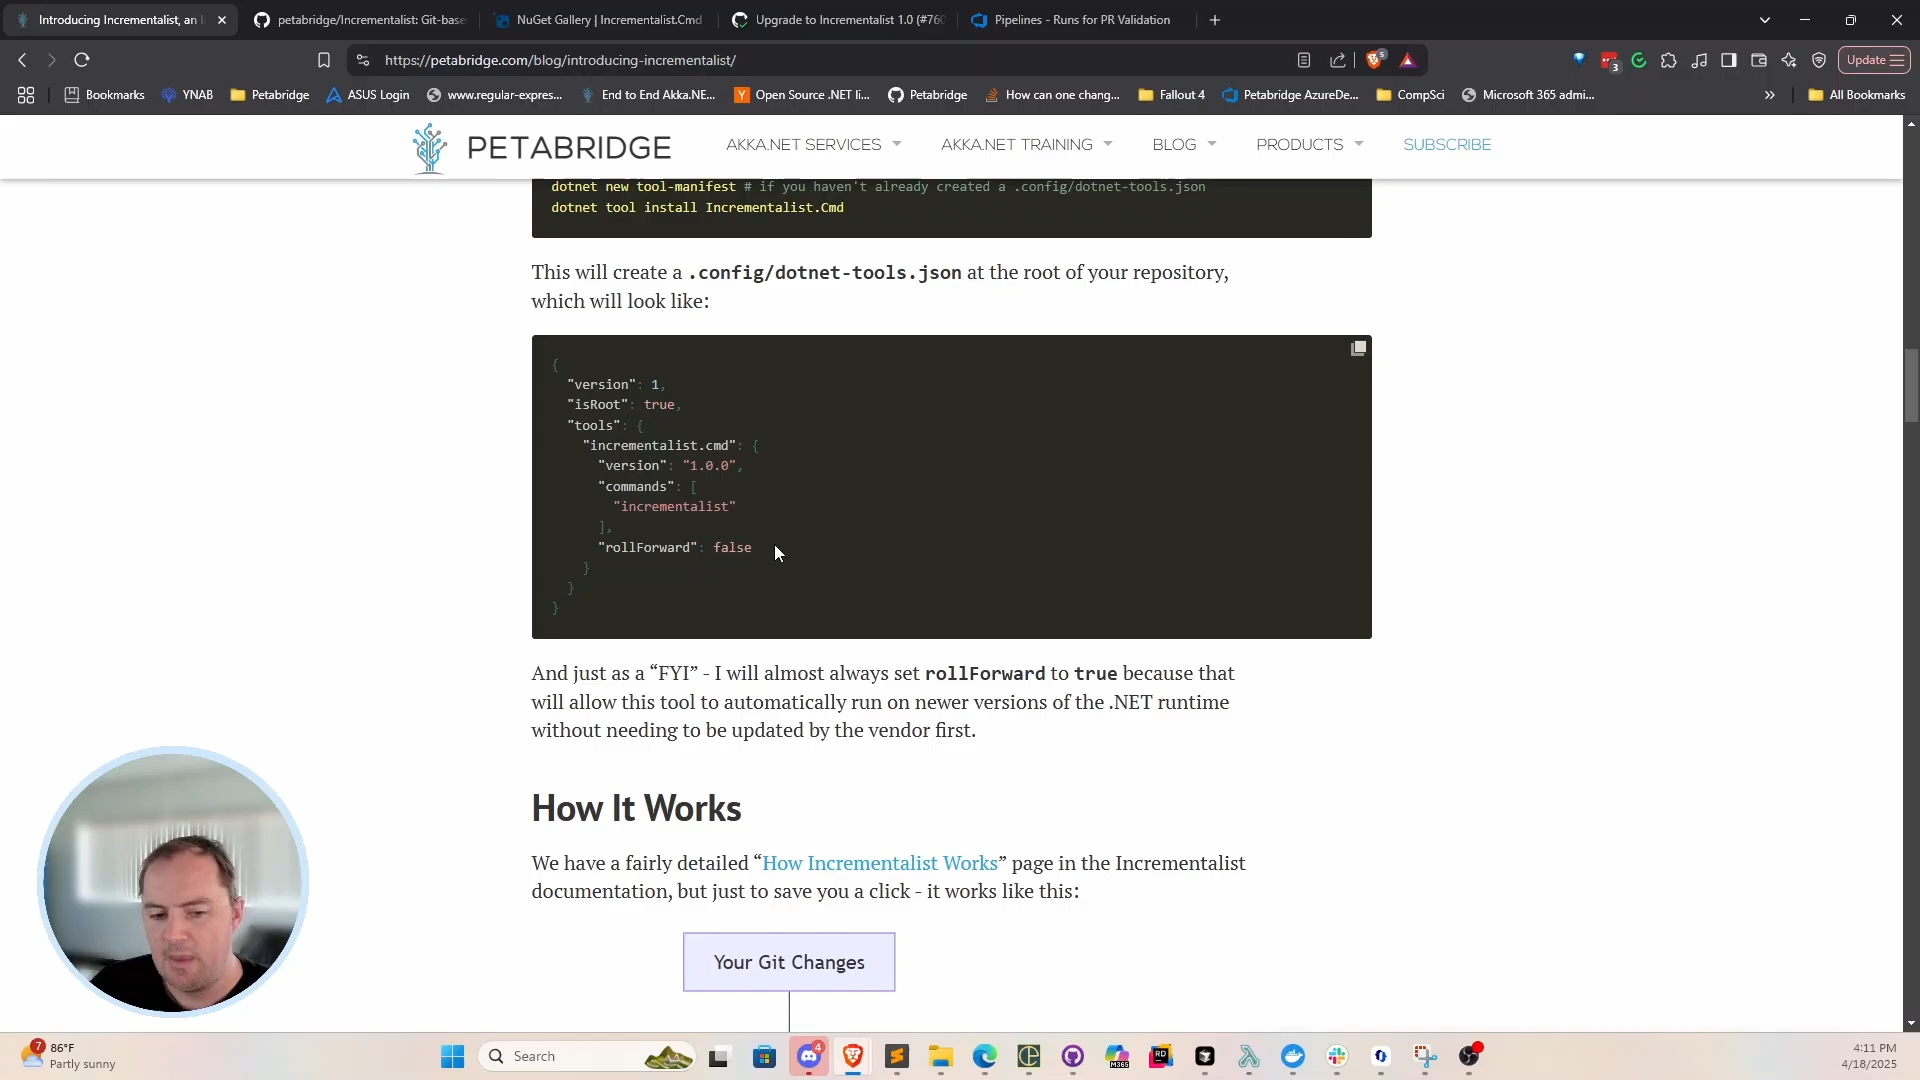 Introducing Incrementalist, an I
petabridge/Incrementalist: Git-base
NuGet Gallery | Incrementalist.Cmd
Upgrade to Incrementalist 1.0 (#760
Pipelines - Runs for PR Validation
https://petabridge.com/blog/introducing-incrementalist/
5
3
Update
Bookmarks
YNAB
Petabridge
ASUS Login
www.regular-expres...
End to End Akka.NE...
Open Source .NET li...
Petabridge
How can one chang...
Fallout 4
Petabridge AzureDe...
CompSci
Microsoft 365 admi...
»
All Bookmarks
PETABRIDGE
AKKA.NET SERVICES
AKKA.NET TRAINING
BLOG
PRODUCTS
SUBSCRIBE
dotnet new tool-manifest # if you haven't already created a .config/dotnet-tools.json
dotnet tool install Incrementalist.Cmd
This will create a .config/dotnet-tools.json at the root of your repository,
which will look like:
{
"version": 1,
"isRoot": true,
"tools": {
"incrementalist.cmd": {
"version": "1.0.0",
"commands": [
"incrementalist"
],
"rollForward": false
}
}
}
And just as a “FYI” - I will almost always set rollForward to true because that
will allow this tool to automatically run on newer versions of the .NET runtime
without needing to be updated by the vendor first.
How It Works
We have a fairly detailed “How Incrementalist Works” page in the Incrementalist
documentation, but just to save you a click - it works like this:
Your Git Changes
7
86°F
Partly sunny
Search
4
M365
RD
4:11 PM
4/18/2025